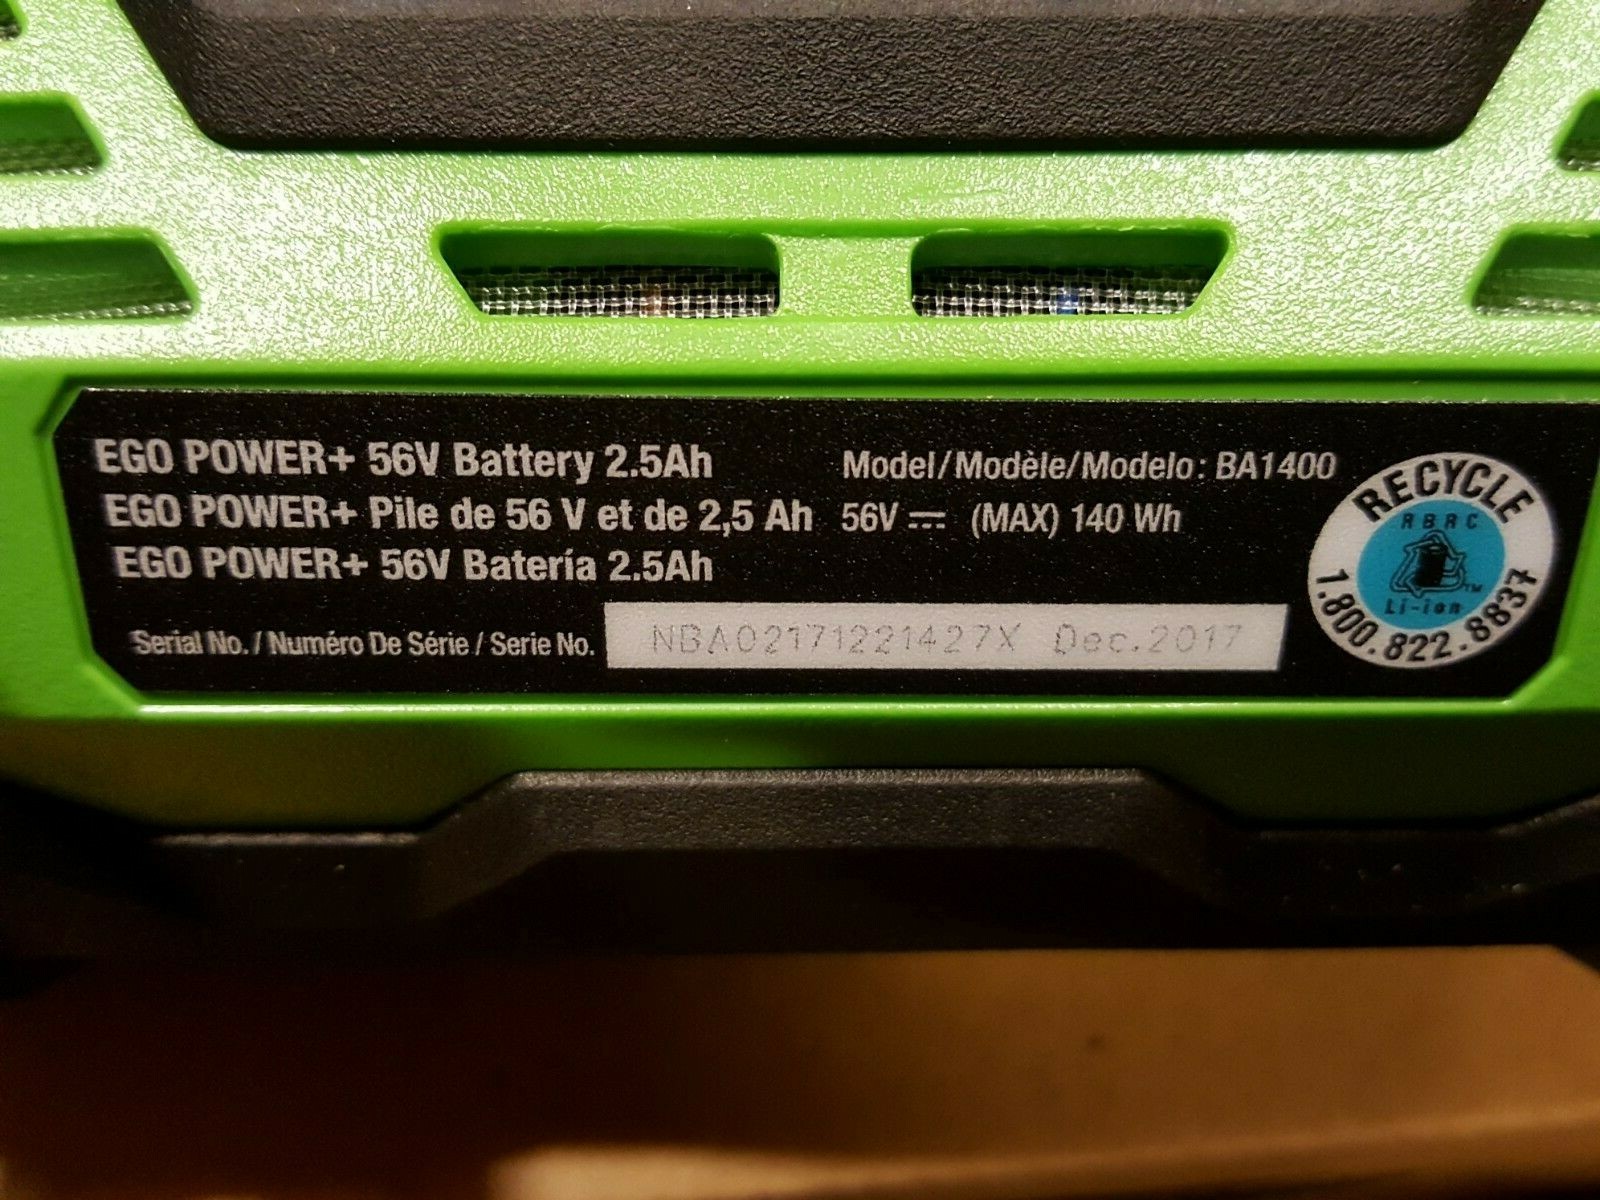 EGO POWER+ 56V Battery 2.5Ah
EGO POWER+ Pile de 56 V et de 2,5 Ah
EGO POWER+ 56V Batería 2.5Ah
Model/Modèle/Modelo: BA1400
56V ⎓ (MAX) 140 Wh
Serial No. / Numéro De Série / Serie No.
NBA02171221427X Dec.2017
RECYCLE
RBRC
TM
Li-ion
1.800.822.8837